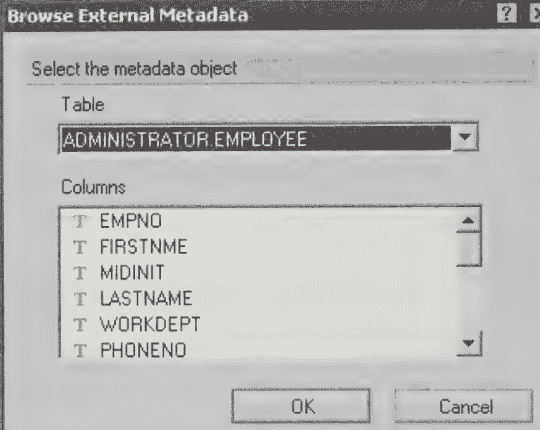 Browse External Metadata
Select the metadata object
Table
ADMINISTRATOR.EMPLOYEE
Columns
T EMPNO
T FIRSTNME
T MIDINIT
T LASTNAME
T WORKDEPT
T PHONENO
OK
Cancel